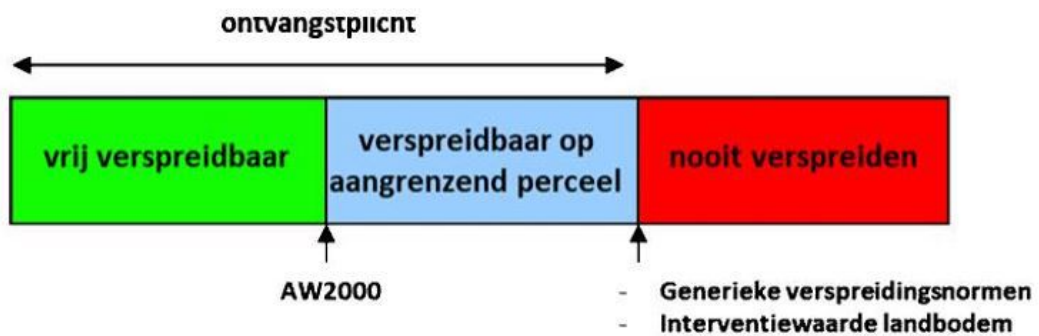 ontvangstplicht
vrij verspreidbaar
verspreidbaar op
aangrenzend perceel
nooit verspreiden
AW2000
- Generieke verspreidingsnormen
- Interventiewaarde landbodem